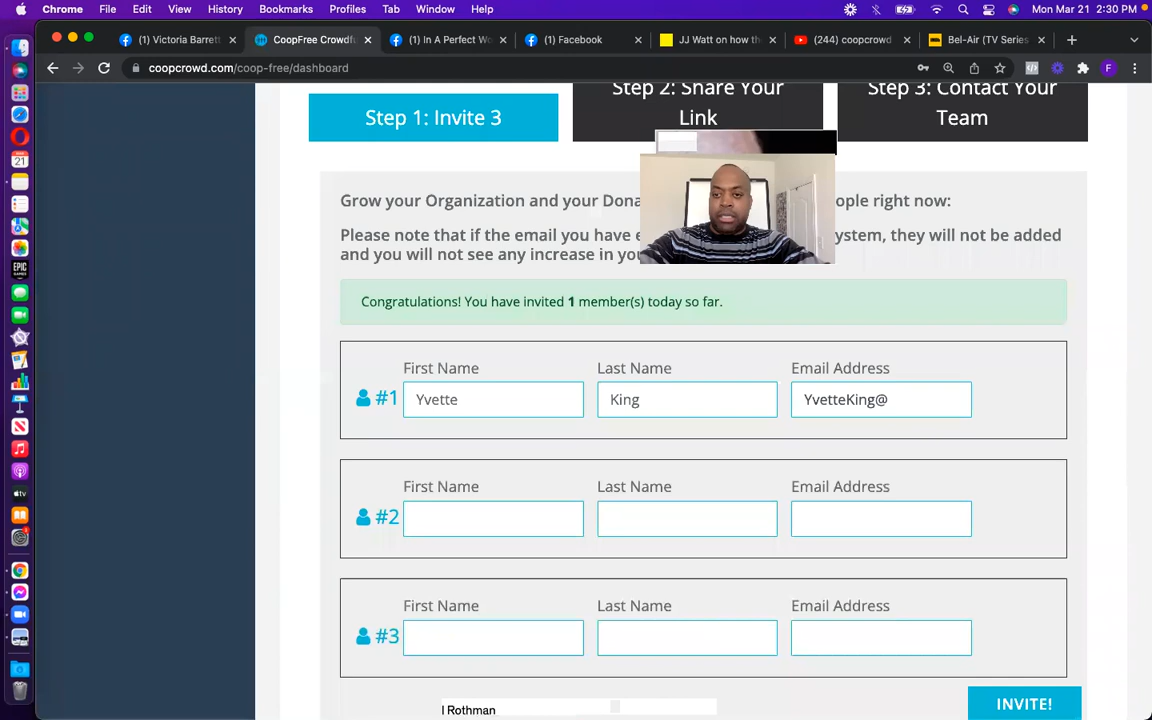 Chrome File Edit View History Bookmarks Profiles Tab Window Help Mon Mar 21 2:30 PM
(1) Victoria Barrett CoopFree Crowdfu (1) In A Perfect Wo (1) Facebook JJ Watt on how th (244) coopcrowd Bel-Air (TV Series
coopcrowd.com/coop-free/dashboard F
Step 1: Invite 3
Step 2: Share Your
Link
Step 3: Contact Your
Team
Grow your Organization and your Dona ople right now:
Please note that if the email you have e ystem, they will not be added
and you will not see any increase in you
Congratulations! You have invited 1 member(s) today so far.
First Name Last Name Email Address
#1 Yvette King YvetteKing@
First Name Last Name Email Address
#2
First Name Last Name Email Address
#3
INVITE!
l Rothman
21
EPIC
GAMES
tv